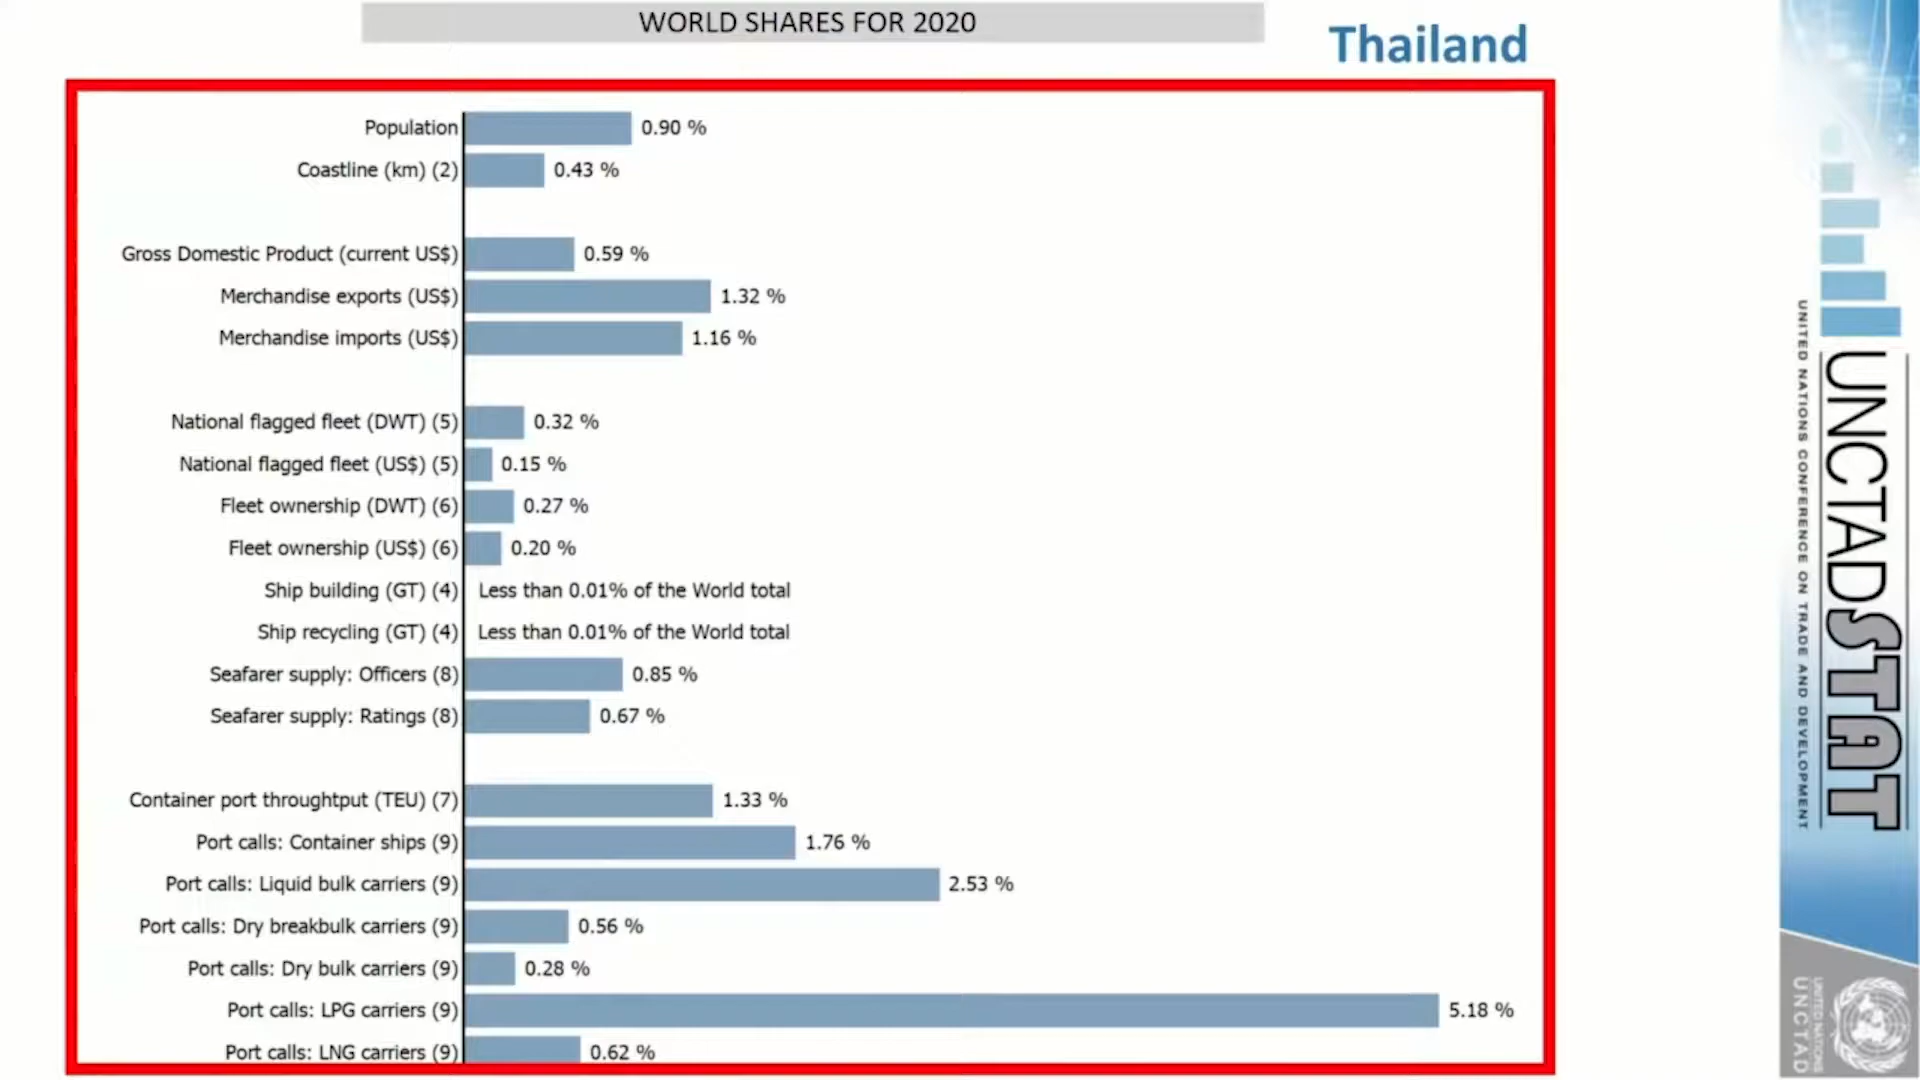 WORLD SHARES FOR 2020
Thailand
Population 0.90 %
Coastline (km) (2) 0.43 %
Gross Domestic Product (current US$) 0.59 %
Merchandise exports (US$) 1.32 %
Merchandise imports (US$) 1.16 %
National flagged fleet (DWT) (5) 0.32 %
National flagged fleet (US$) (5) 0.15 %
Fleet ownership (DWT) (6) 0.27 %
Fleet ownership (US$) (6) 0.20 %
Ship building (GT) (4) Less than 0.01% of the World total
Ship recycling (GT) (4) Less than 0.01% of the World total
Seafarer supply: Officers (8) 0.85 %
Seafarer supply: Ratings (8) 0.67 %
Container port throughtput (TEU) (7) 1.33 %
Port calls: Container ships (9) 1.76 %
Port calls: Liquid bulk carriers (9) 2.53 %
Port calls: Dry breakbulk carriers (9) 0.56 %
Port calls: Dry bulk carriers (9) 0.28 %
Port calls: LPG carriers (9) 5.18 %
Port calls: LNG carriers (9) 0.62 %
UNCTADSTAT
UNITED NATIONS CONFERENCE ON TRADE AND DEVELOPMENT
UNITED NATIONS
UNCTAD